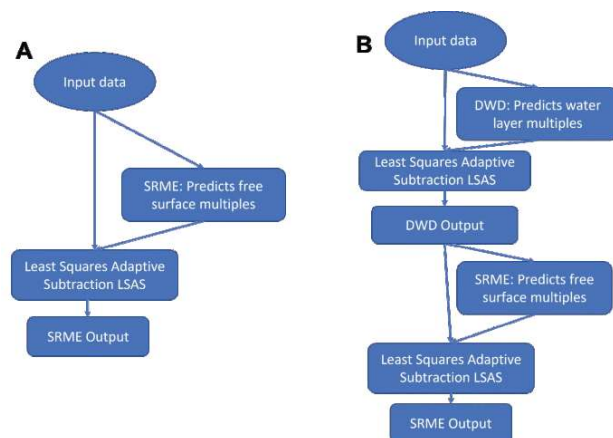 A
Input data
SRME: Predicts free
surface multiples
Least Squares Adaptive
Subtraction LSAS
SRME Output
B
Input data
DWD: Predicts water
layer multiples
Least Squares Adaptive
Subtraction LSAS
DWD Output
SRME: Predicts free
surface multiples
Least Squares Adaptive
Subtraction LSAS
SRME Output